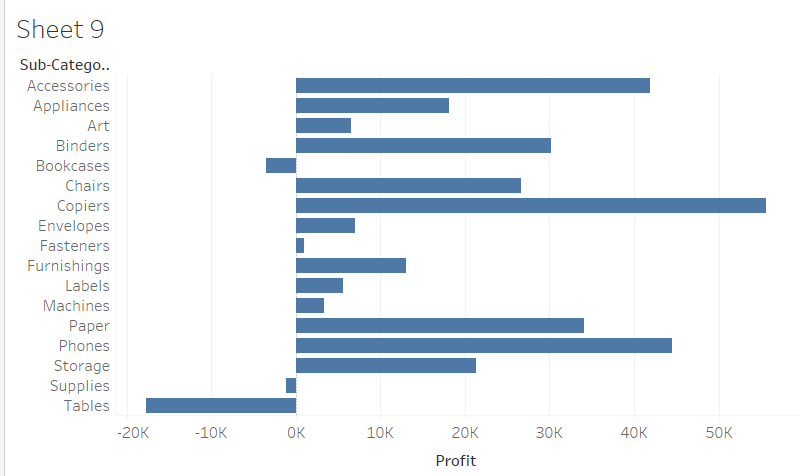 Sheet 9
Sub-Catego..
Accessories
Appliances
Art
Binders
Bookcases
Chairs
Copiers
Envelopes
Fasteners
Furnishings
Labels
Machines
Paper
Phones
Storage
Supplies
Tables
-20K -10K 0K 10K 20K 30K 40K 50K
Profit